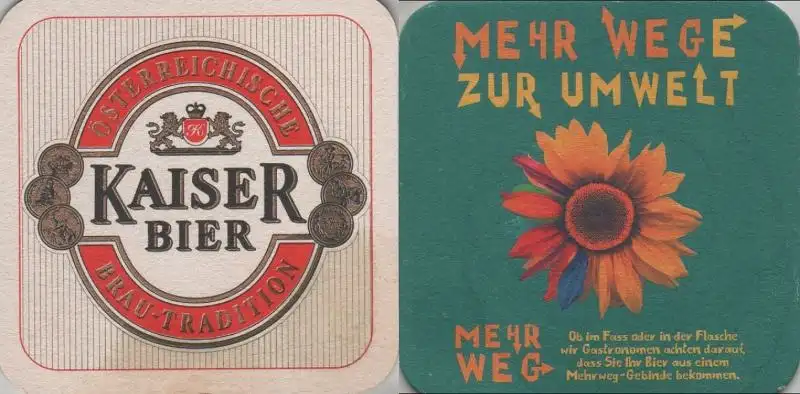 ÖSTERREICHISCHE
K
KAISER
BIER
BRAU-TRADITION
MEHR WEGE
ZUR UMWELT
MEHR
WEG
Ob im Fass oder in der Flasche
wir Gastronomen achten darauf,
dass Sie Ihr Bier aus einem
Mehrweg-Gebinde bekommen.